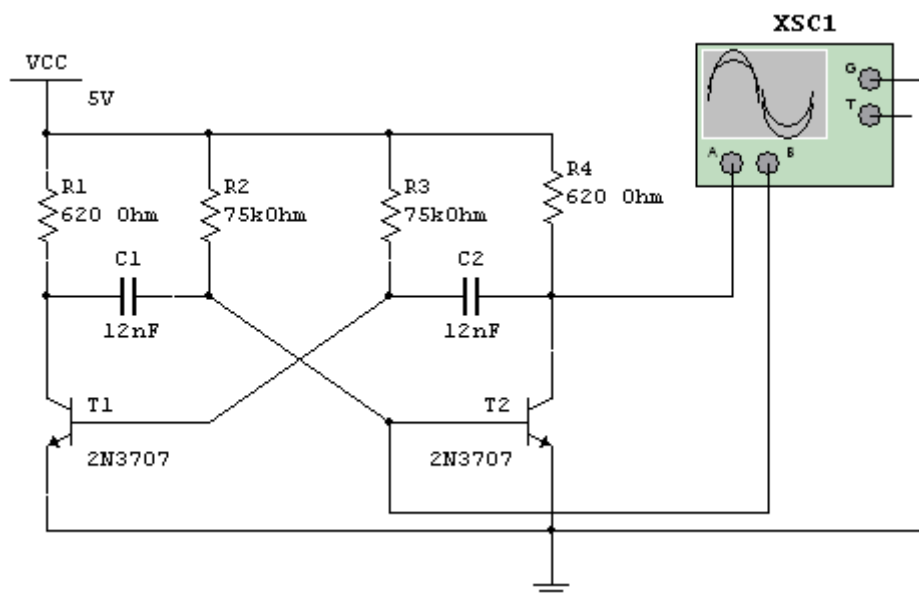 XSC1
VCC
5V
G
T
A
B
R1
620 Ohm
R2
75kOhm
R3
75kOhm
R4
620 Ohm
C1
12nF
C2
12nF
T1
2N3707
T2
2N3707